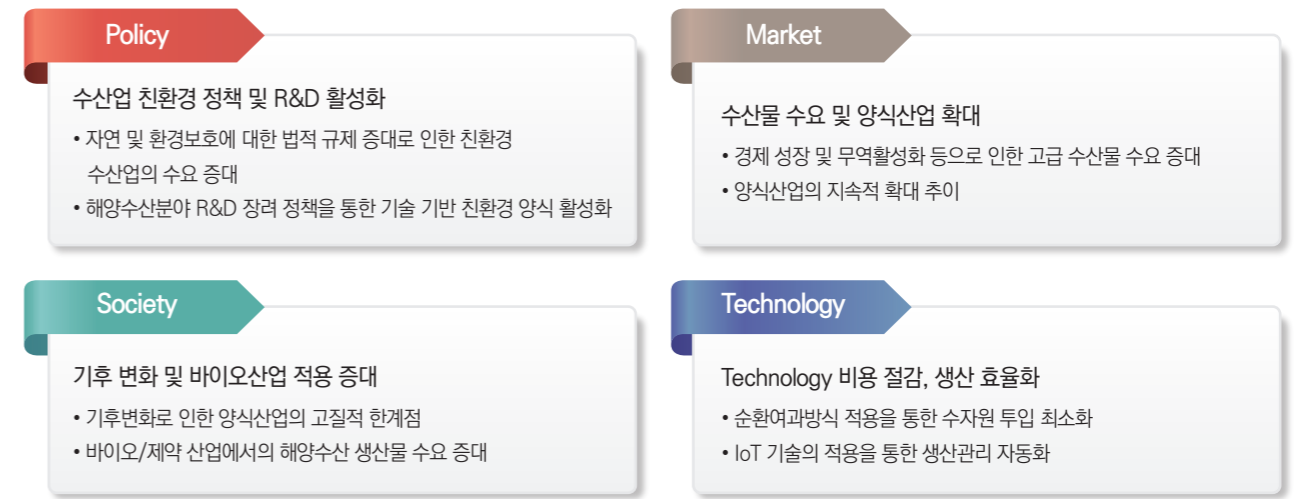 Policy
수산업 친환경 정책 및 R&D 활성화
• 자연 및 환경보호에 대한 법적 규제 증대로 인한 친환경
수산업의 수요 증대
• 해양수산분야 R&D 장려 정책을 통한 기술 기반 친환경 양식 활성화
Market
수산물 수요 및 양식산업 확대
• 경제 성장 및 무역활성화 등으로 인한 고급 수산물 수요 증대
• 양식산업의 지속적 확대 추이
Society
기후 변화 및 바이오산업 적용 증대
• 기후변화로 인한 양식산업의 고질적 한계점
• 바이오/제약 산업에서의 해양수산 생산물 수요 증대
Technology
Technology 비용 절감, 생산 효율화
• 순환여과방식 적용을 통한 수자원 투입 최소화
• IoT 기술의 적용을 통한 생산관리 자동화